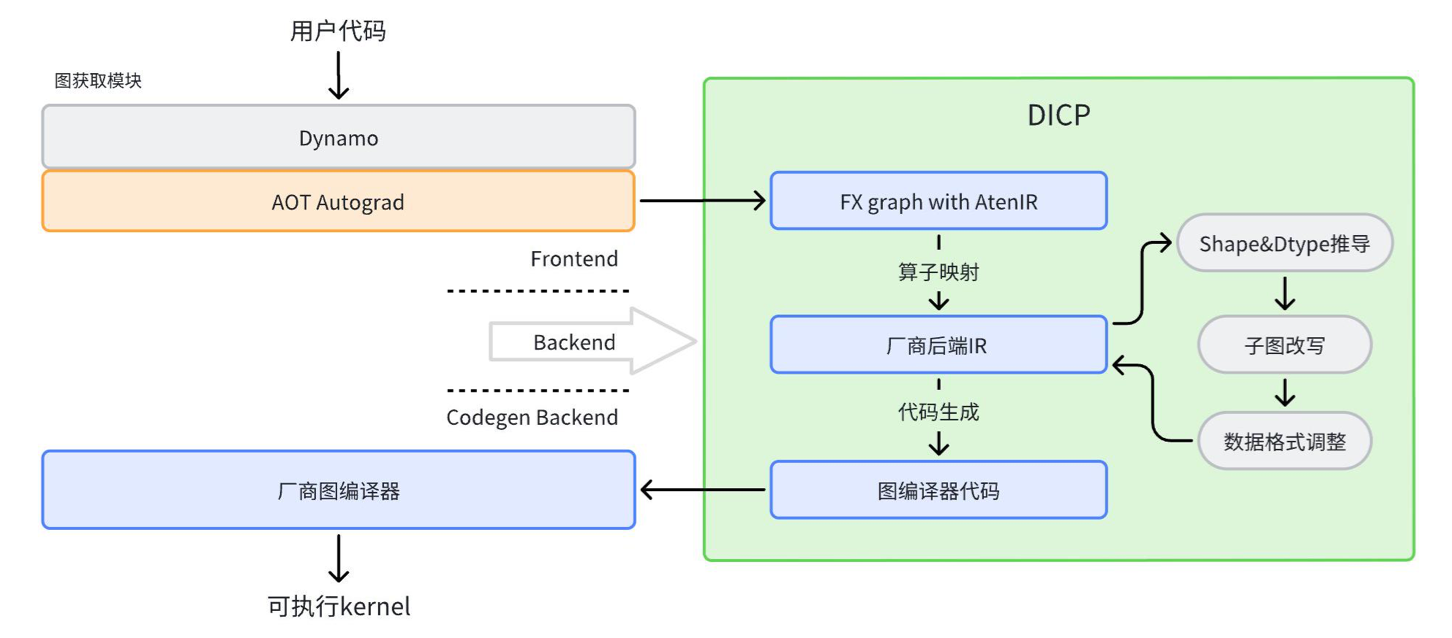 用户代码
图获取模块
Dynamo
AOT Autograd
Frontend
Backend
Codegen Backend
厂商图编译器
可执行kernel
DICP
FX graph with AtenIR
算子映射
厂商后端IR
代码生成
图编译器代码
Shape&Dtype推导
子图改写
数据格式调整